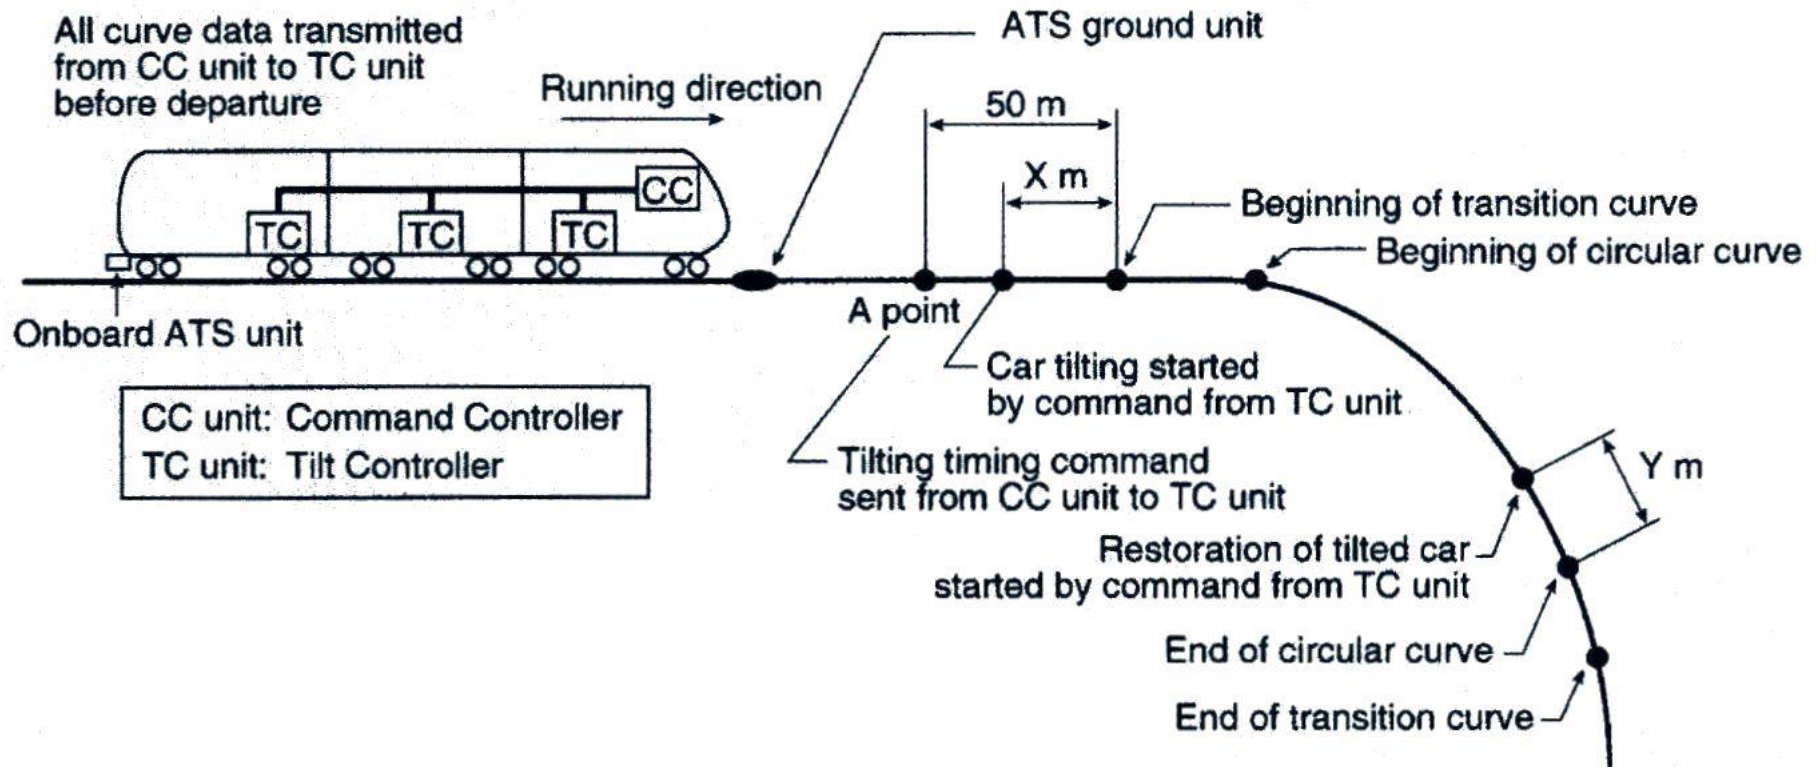 All curve data transmitted
from CC unit to TC unit
before departure
Running direction
ATS ground unit
50 m
X m
CC
TC
TC
TC
Beginning of transition curve
Beginning of circular curve
A point
Onboard ATS unit
Car tilting started
by command from TC unit
CC unit: Command Controller
TC unit: Tilt Controller
Tilting timing command
sent from CC unit to TC unit
Y m
Restoration of tilted car
started by command from TC unit
End of circular curve
End of transition curve